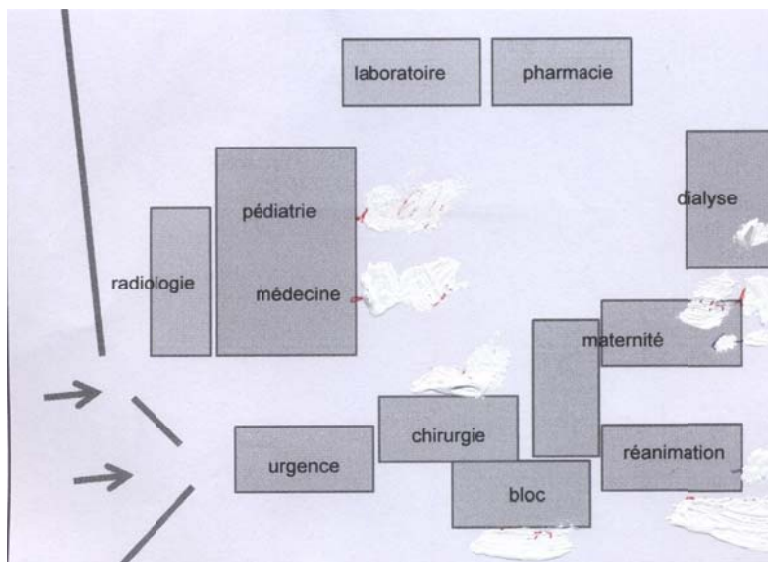 laboratoire
pharmacie
pédiatrie
dialyse
radiologie
médecine
maternité
chirurgie
réanimation
urgence
bloc